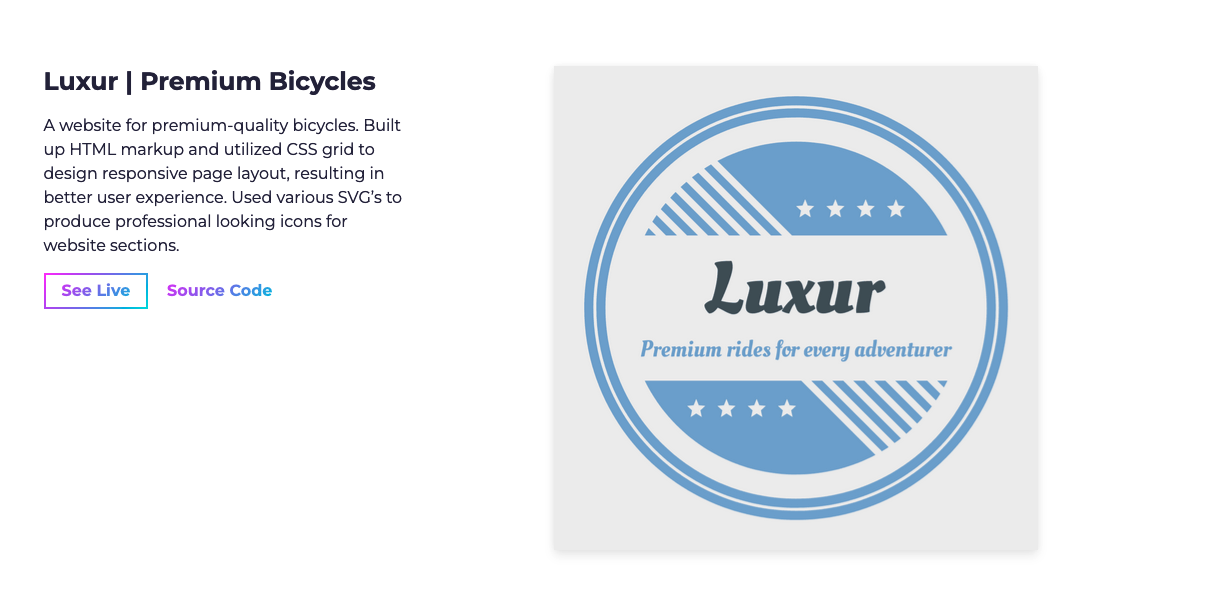 Luxur | Premium Bicycles
A website for premium-quality bicycles. Built
up HTML markup and utilized CSS grid to
design responsive page layout, resulting in
better user experience. Used various SVG’s to
produce professional looking icons for
website sections.
See Live
Source Code
Luxur
Premium rides for every adventurer